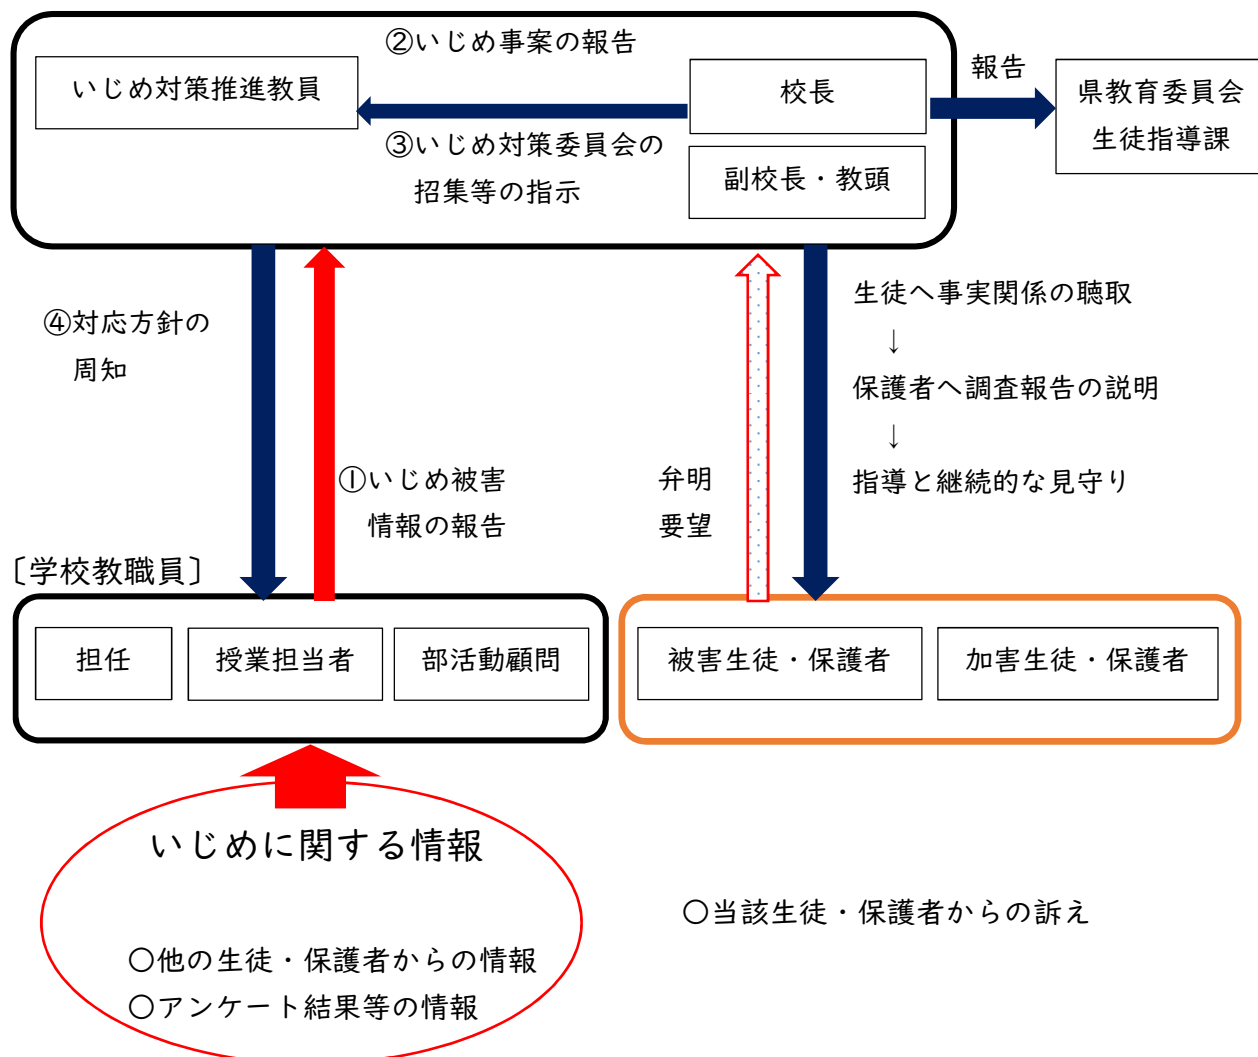 ②いじめ事案の報告
いじめ対策推進教員
校長
報告
県教育委員会
生徒指導課
③いじめ対策委員会の
招集等の指示
副校長・教頭
④対応方針の
周知
生徒へ事実関係の聴取
↓
保護者へ調査報告の説明
↓
指導と継続的な見守り
①いじめ被害
情報の報告
弁明
要望
〔学校教職員〕
担任
授業担当者
部活動顧問
被害生徒・保護者
加害生徒・保護者
いじめに関する情報
○当該生徒・保護者からの訴え
○他の生徒・保護者からの情報
○アンケート結果等の情報